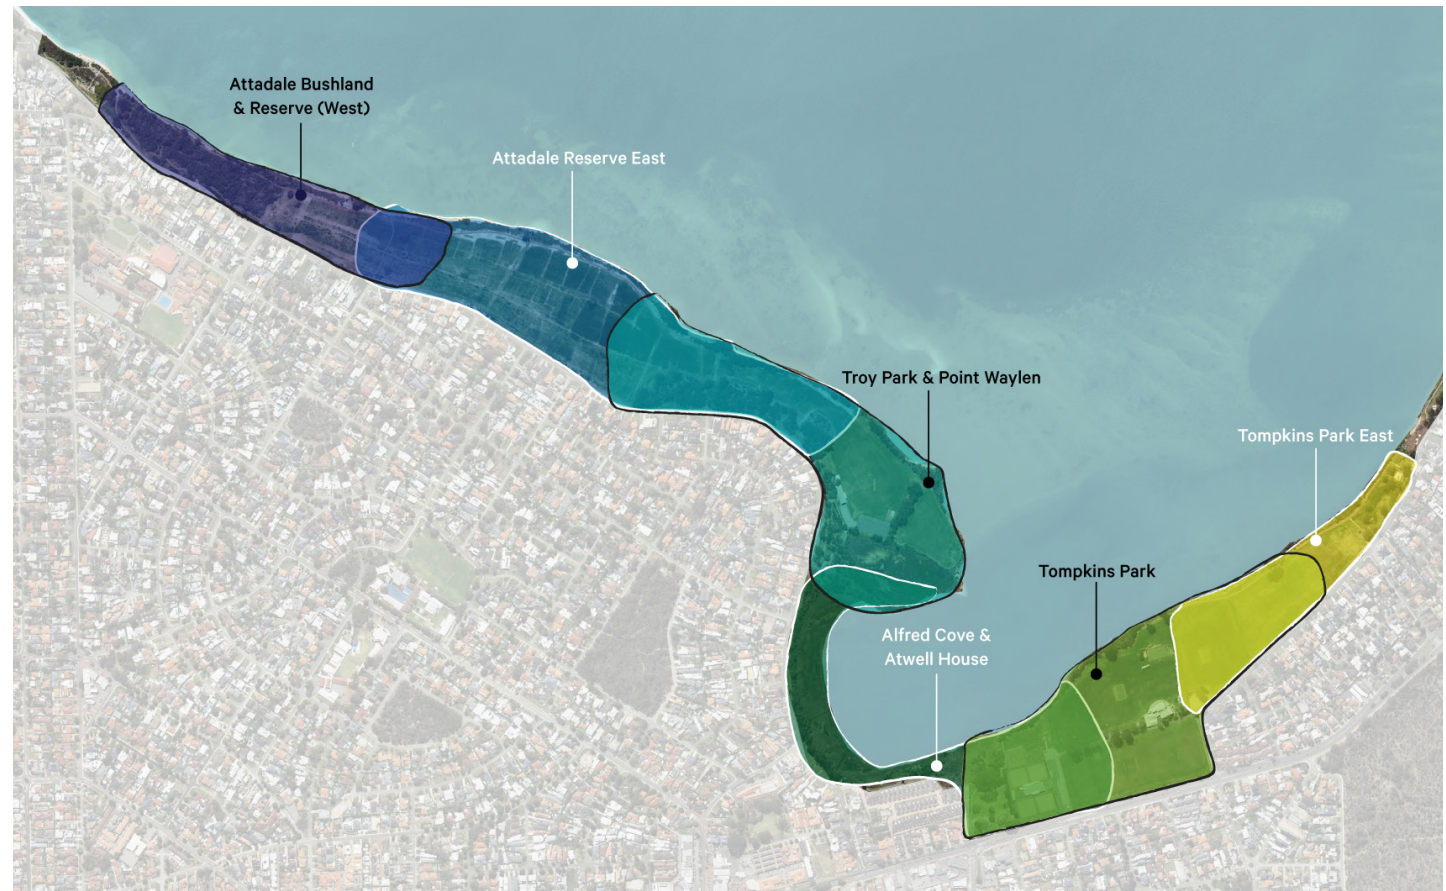 Attadale Bushland
& Reserve (West)
Attadale Reserve East
Troy Park & Point Waylen
Tompkins Park East
Tompkins Park
Alfred Cove &
Atwell House